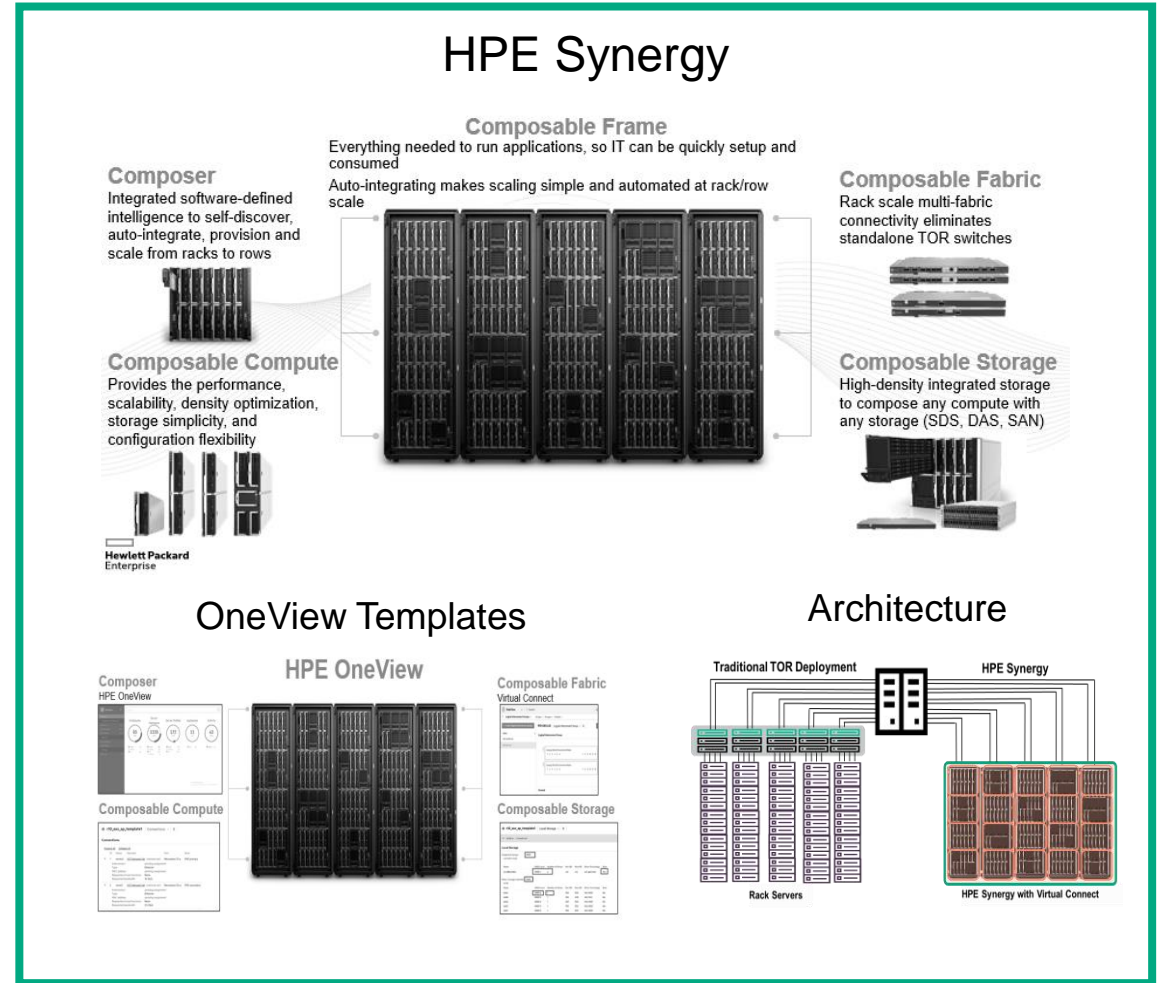 HPE Synergy
Composable Frame
Everything needed to run applications, so IT can be quickly setup and
consumed
Auto-integrating makes scaling simple and automated at rack/row
scale
Composer
Integrated software-defined
intelligence to self-discover,
auto-integrate, provision and
scale from racks to rows
Composable Fabric
Rack scale multi-fabric
connectivity eliminates
standalone TOR switches
Composable Compute
Provides the performance,
scalability, density optimization,
storage simplicity, and
configuration flexibility
Composable Storage
High-density integrated storage
to compose any compute with
any storage (SDS, DAS, SAN)
Hewlett Packard
Enterprise
OneView Templates
HPE OneView
Composer
HPE OneView
Composable Fabric
Virtual Connect
Composable Compute
Connections
Composable Storage
Local Storage
Architecture
Traditional TOR Deployment
HPE Synergy
Rack Servers
HPE Synergy with Virtual Connect